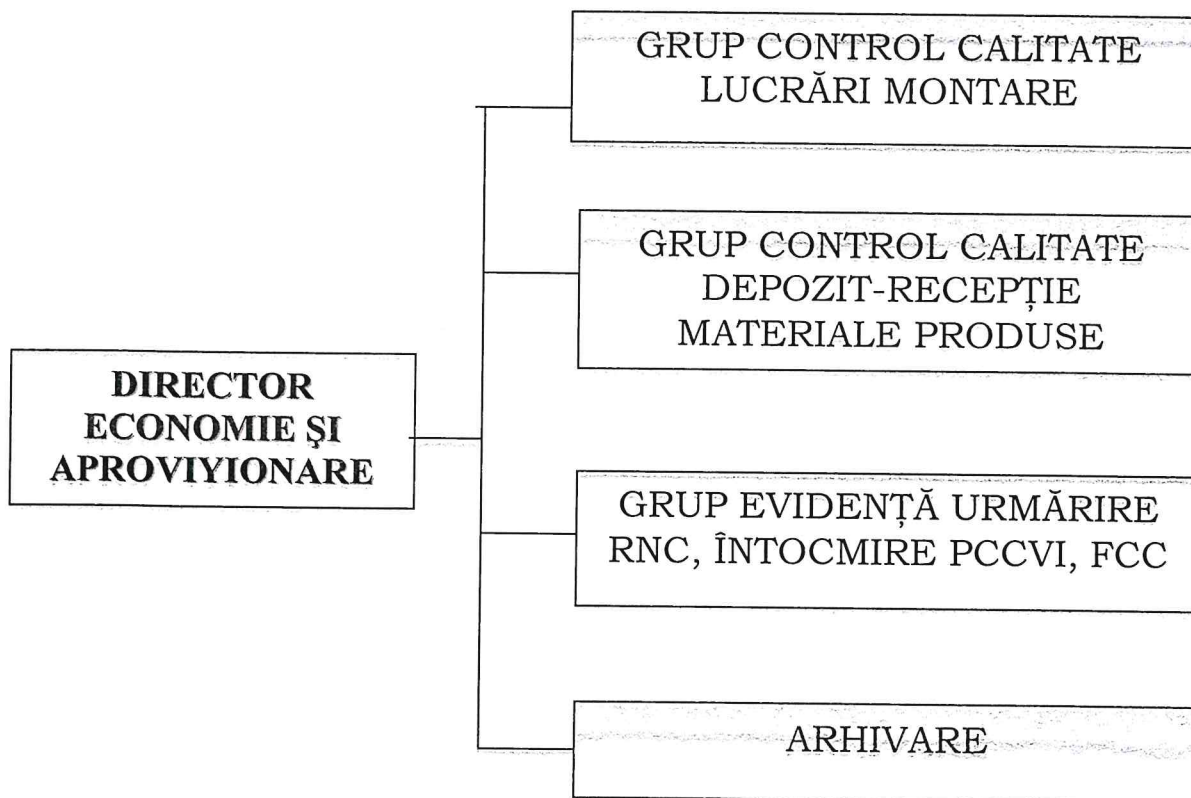 GRUP CONTROL CALITATE
LUCRĂRI MONTARE
GRUP CONTROL CALITATE
DEPOZIT-RECEPȚIE
MATERIALE PRODUSE
DIRECTOR
ECONOMIE ŞI
APROVIYIONARE
GRUP EVIDENȚĂ URMĂRIRE
RNC, ÎNTOCMIRE PCCVI, FCC
ARHIVARE